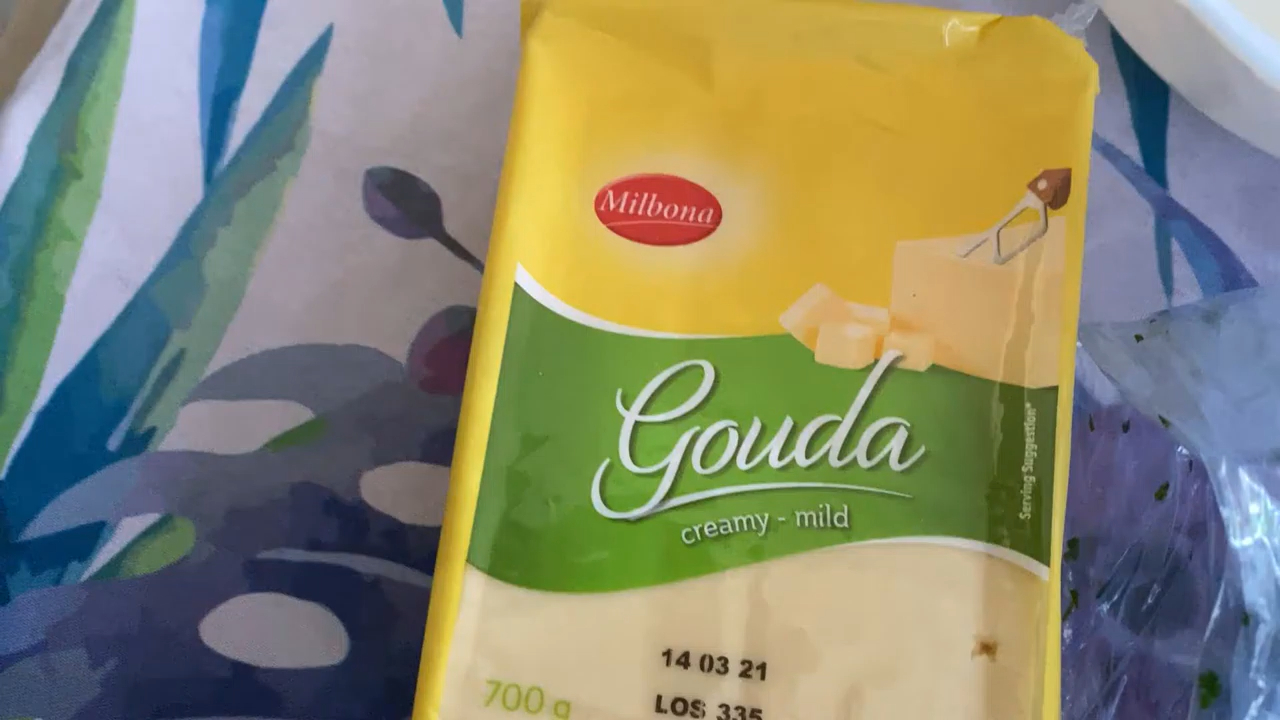 Milbona
Gouda
creamy - mild
Serving Suggestion*
14 03 21
700 g
LOS 335